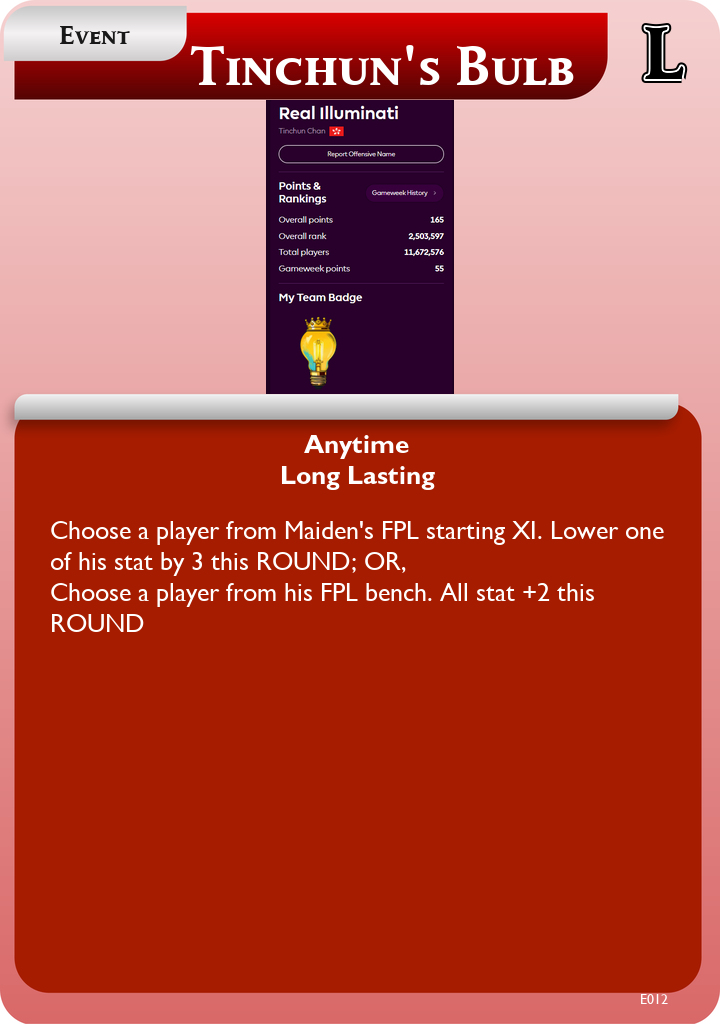 Event
Tinchun's Bulb
L
Real Illuminati
Tinchun Chan
Report Offensive Name
Points &
Rankings
Gameweek History
Overall points 165
Overall rank 2,503,597
Total players 11,672,576
Gameweek points 55
My Team Badge
Anytime
Long Lasting
Choose a player from Maiden's FPL starting XI. Lower one
of his stat by 3 this ROUND; OR,
Choose a player from his FPL bench. All stat +2 this
ROUND
E012